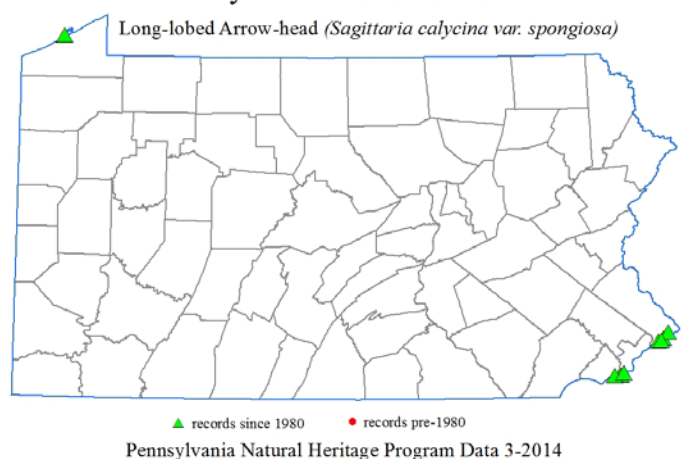 Long-lobed Arrow-head (Sagittaria calycina var. spongiosa)
records since 1980 records pre-1980
Pennsylvania Natural Heritage Program Data 3-2014